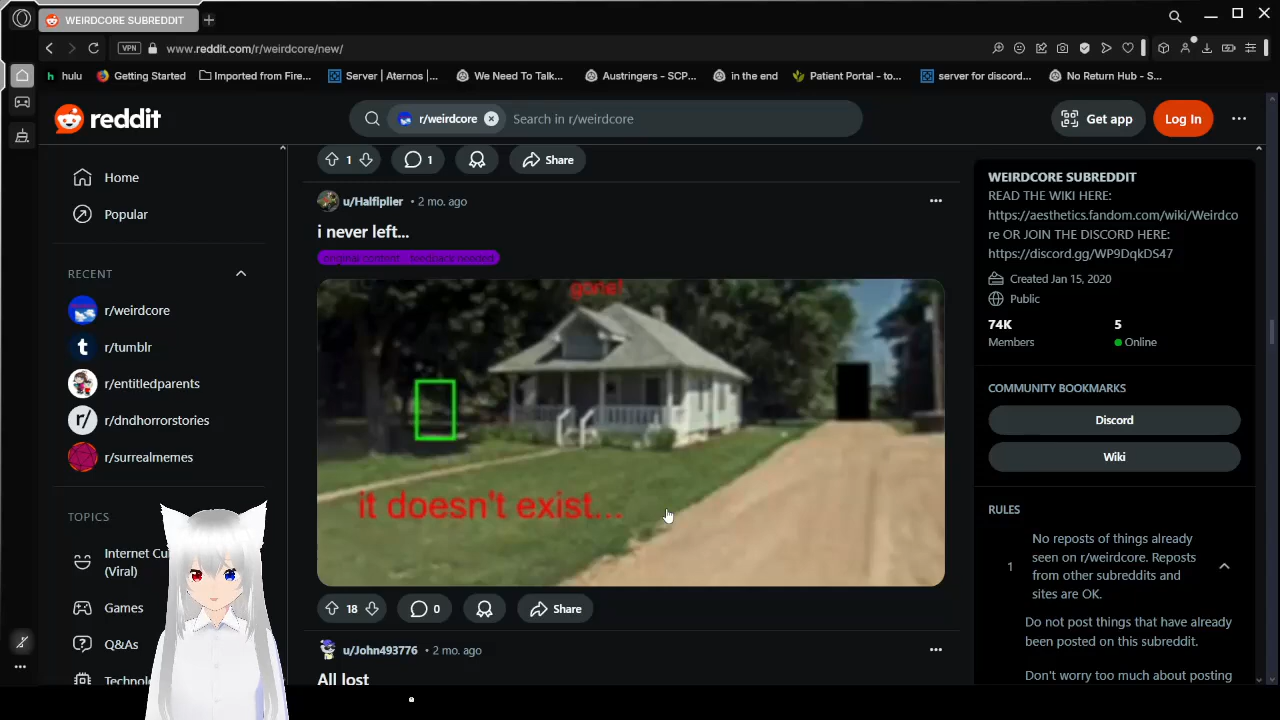 WEIRDCORE SUBREDDIT
VPN
www.reddit.com/r/weirdcore/new/
hulu
Getting Started
Imported from Fire...
Server | Aternos |...
We Need To Talk...
Austringers - SCP...
in the end
Patient Portal - to...
server for discord...
No Return Hub - S...
reddit
r/weirdcore
Search in r/weirdcore
Get app
Log In
Home
Popular
RECENT
r/weirdcore
r/tumblr
r/entitledparents
r/dndhorrorstories
r/surrealmemes
TOPICS
Internet Cu
(Viral)
Games
Q&As
Technol
1
1
Share
u/Halfiplier • 2 mo. ago
i never left...
original content - feedback needed
gone!
it doesn't exist...
18
0
Share
u/John493776 • 2 mo. ago
All lost
WEIRDCORE SUBREDDIT
READ THE WIKI HERE:
https://aesthetics.fandom.com/wiki/Weirdco
re OR JOIN THE DISCORD HERE:
https://discord.gg/WP9DqkDS47
Created Jan 15, 2020
Public
74K
5
Members
Online
COMMUNITY BOOKMARKS
Discord
Wiki
RULES
1
No reposts of things already
seen on r/weirdcore. Reposts
from other subreddits and
sites are OK.
Do not post things that have already
been posted on this subreddit.
Don't worry too much about posting